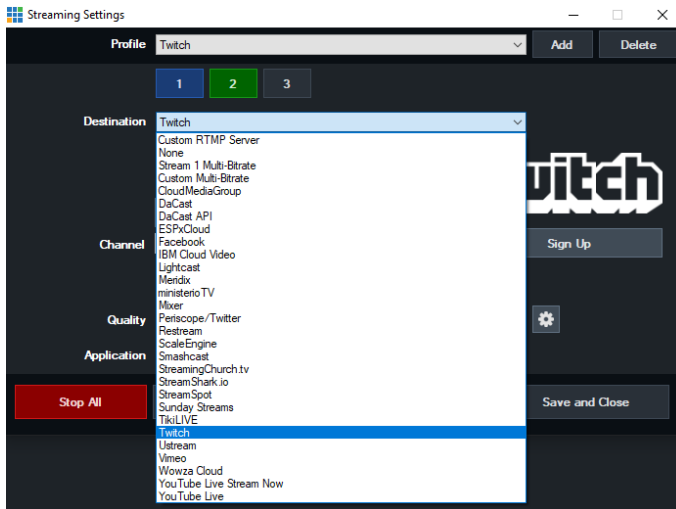 Streaming Settings
Profile Twitch Add Delete
1 2 3
Destination Twitch
Custom RTMP Server
None
Stream 1 Multi-Bitrate
Custom Multi-Bitrate
CloudMediaGroup
DaCast
DaCast API
ESPxCloud
Facebook
IBM Cloud Video
Lightcast
Meridix
ministerioTV
Mixer
Periscope/Twitter
Restream
ScaleEngine
Smashcast
StreamingChurch.tv
StreamShark.io
StreamSpot
Sunday Streams
TikiLIVE
Twitch
Ustream
Vimeo
Wowza Cloud
YouTube Live Stream Now
YouTube Live
witch
Channel Sign Up
Quality
Application
Stop All Save and Close